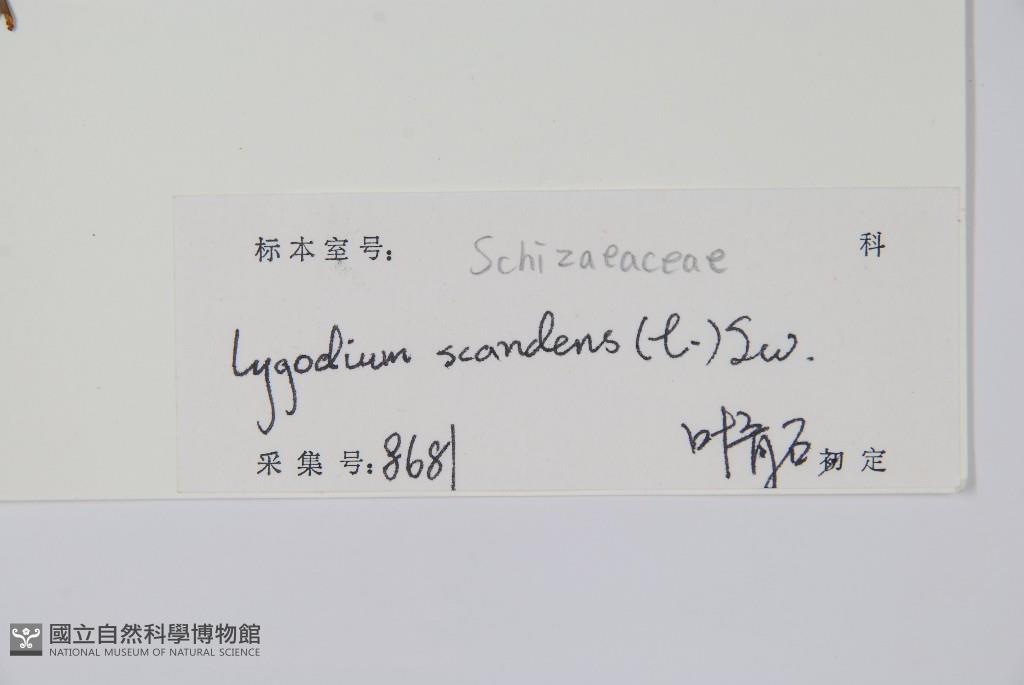 标本室号: Schizaeaceae 科
Lygodium scandens (L.) Sw.
采集号: 8681 叶育石 初定
國立自然科學博物館
NATIONAL MUSEUM OF NATURAL SCIENCE